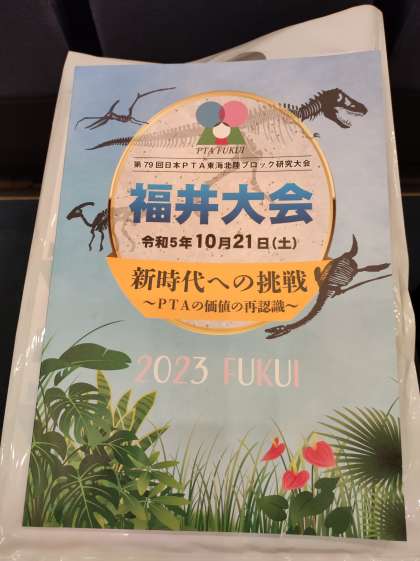 PTA FUKUI
第79回日本PTA東海北陸ブロック研究大会
福井大会
令和5年10月21日(土)
新時代への挑戦
～PTAの価値の再認識～
2023 FUKUI